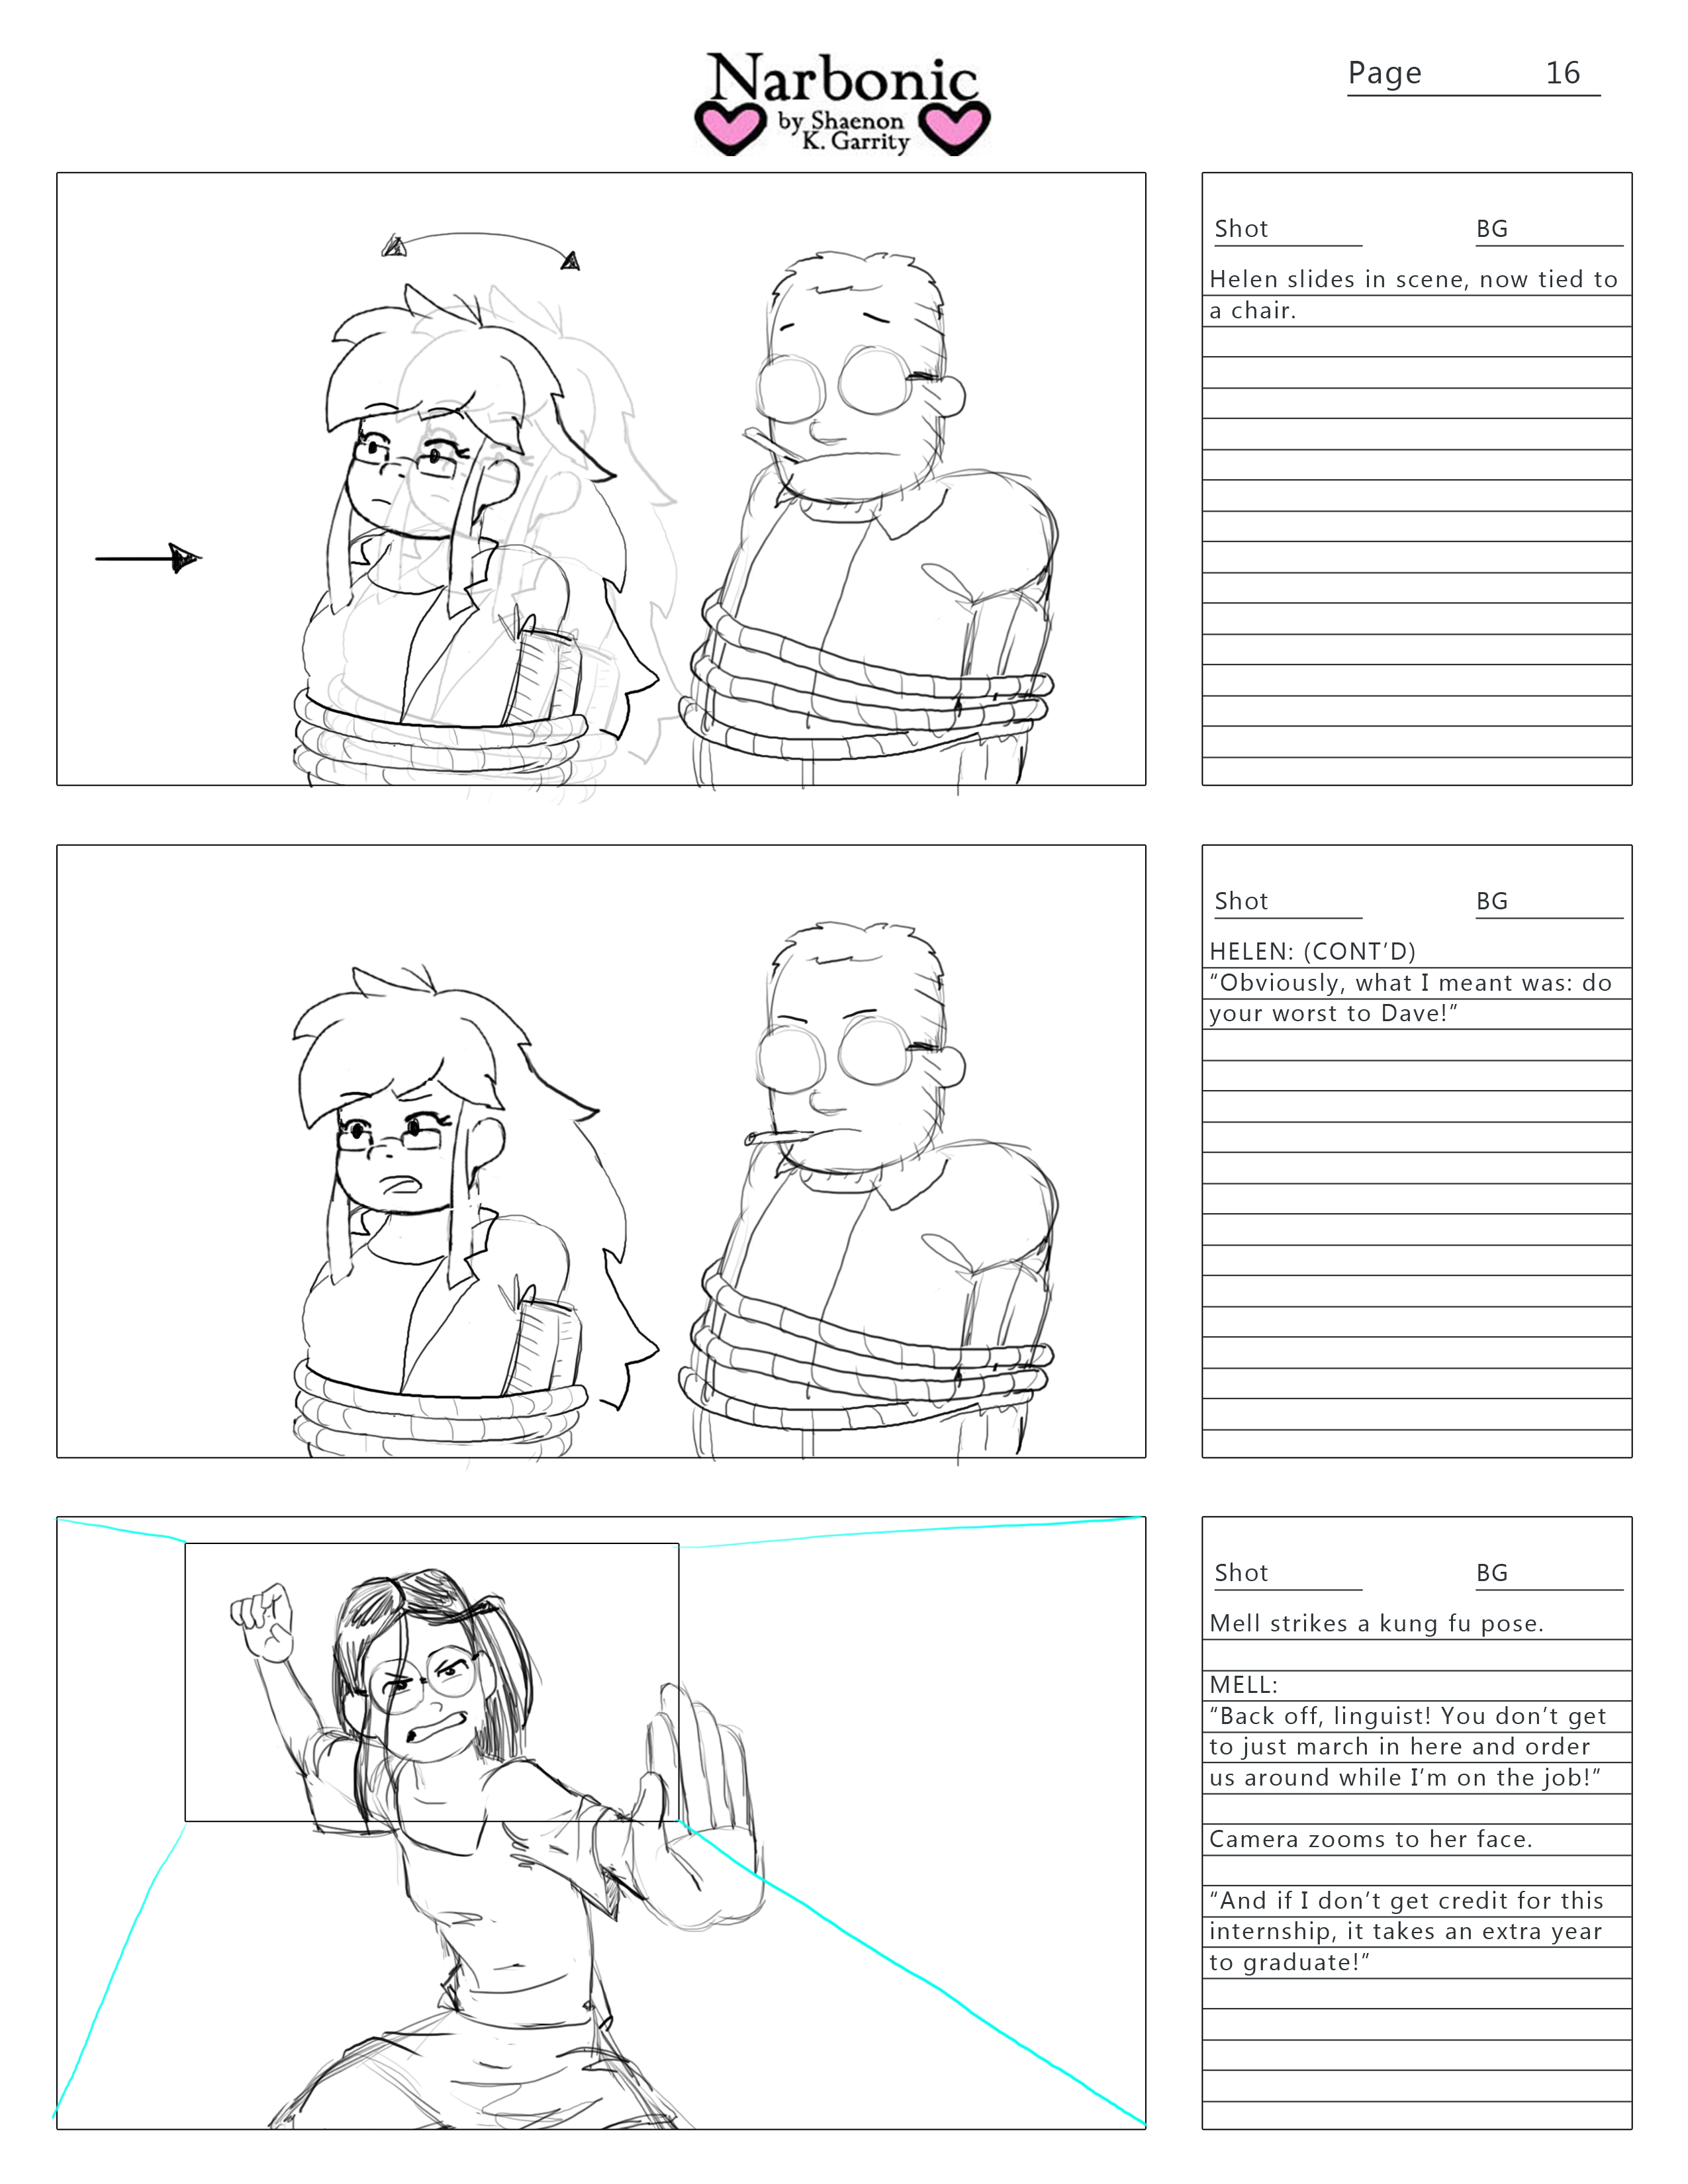 Narbonic
by Shaenon
K. Garrity
Page 16
Shot BG
Helen slides in scene, now tied to
a chair.
Shot BG
HELEN: (CONT’D)
“Obviously, what I meant was: do
your worst to Dave!”
Shot BG
Mell strikes a kung fu pose.
MELL:
“Back off, linguist! You don’t get
to just march in here and order
us around while I’m on the job!”
Camera zooms to her face.
“And if I don’t get credit for this
internship, it takes an extra year
to graduate!”